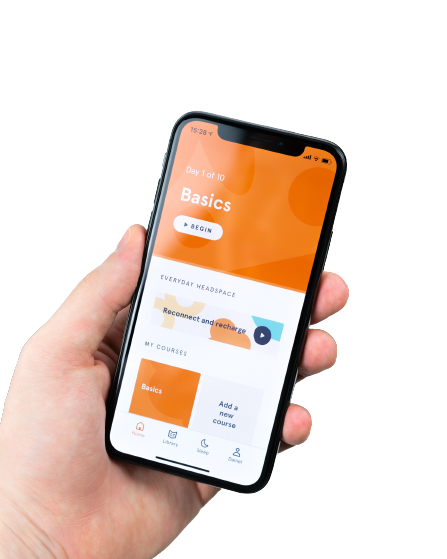 15:28
Day 1 of 10
Basics
BEGIN
EVERYDAY HEADSPACE
Reconnect and recharge
MY COURSES
Basics
Add a
new
course
Home
Library
Sleep
Daniel